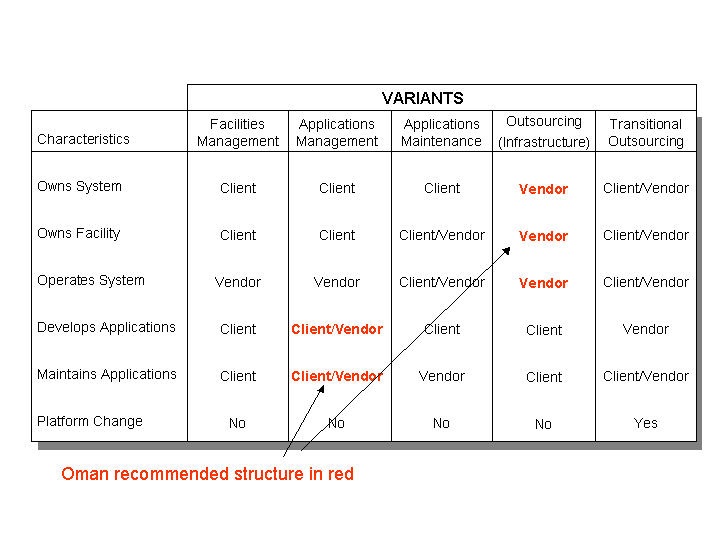 VARIANTS
Characteristics
Facilities Management
Applications Management
Applications Maintenance
Outsourcing (Infrastructure)
Transitional Outsourcing
Owns System Client Client Client Vendor Client/Vendor
Owns Facility Client Client Client/Vendor Vendor Client/Vendor
Operates System Vendor Vendor Client/Vendor Vendor Client/Vendor
Develops Applications Client Client/Vendor Client Client Vendor
Maintains Applications Client Client/Vendor Vendor Client Client/Vendor
Platform Change No No No No Yes
Oman recommended structure in red